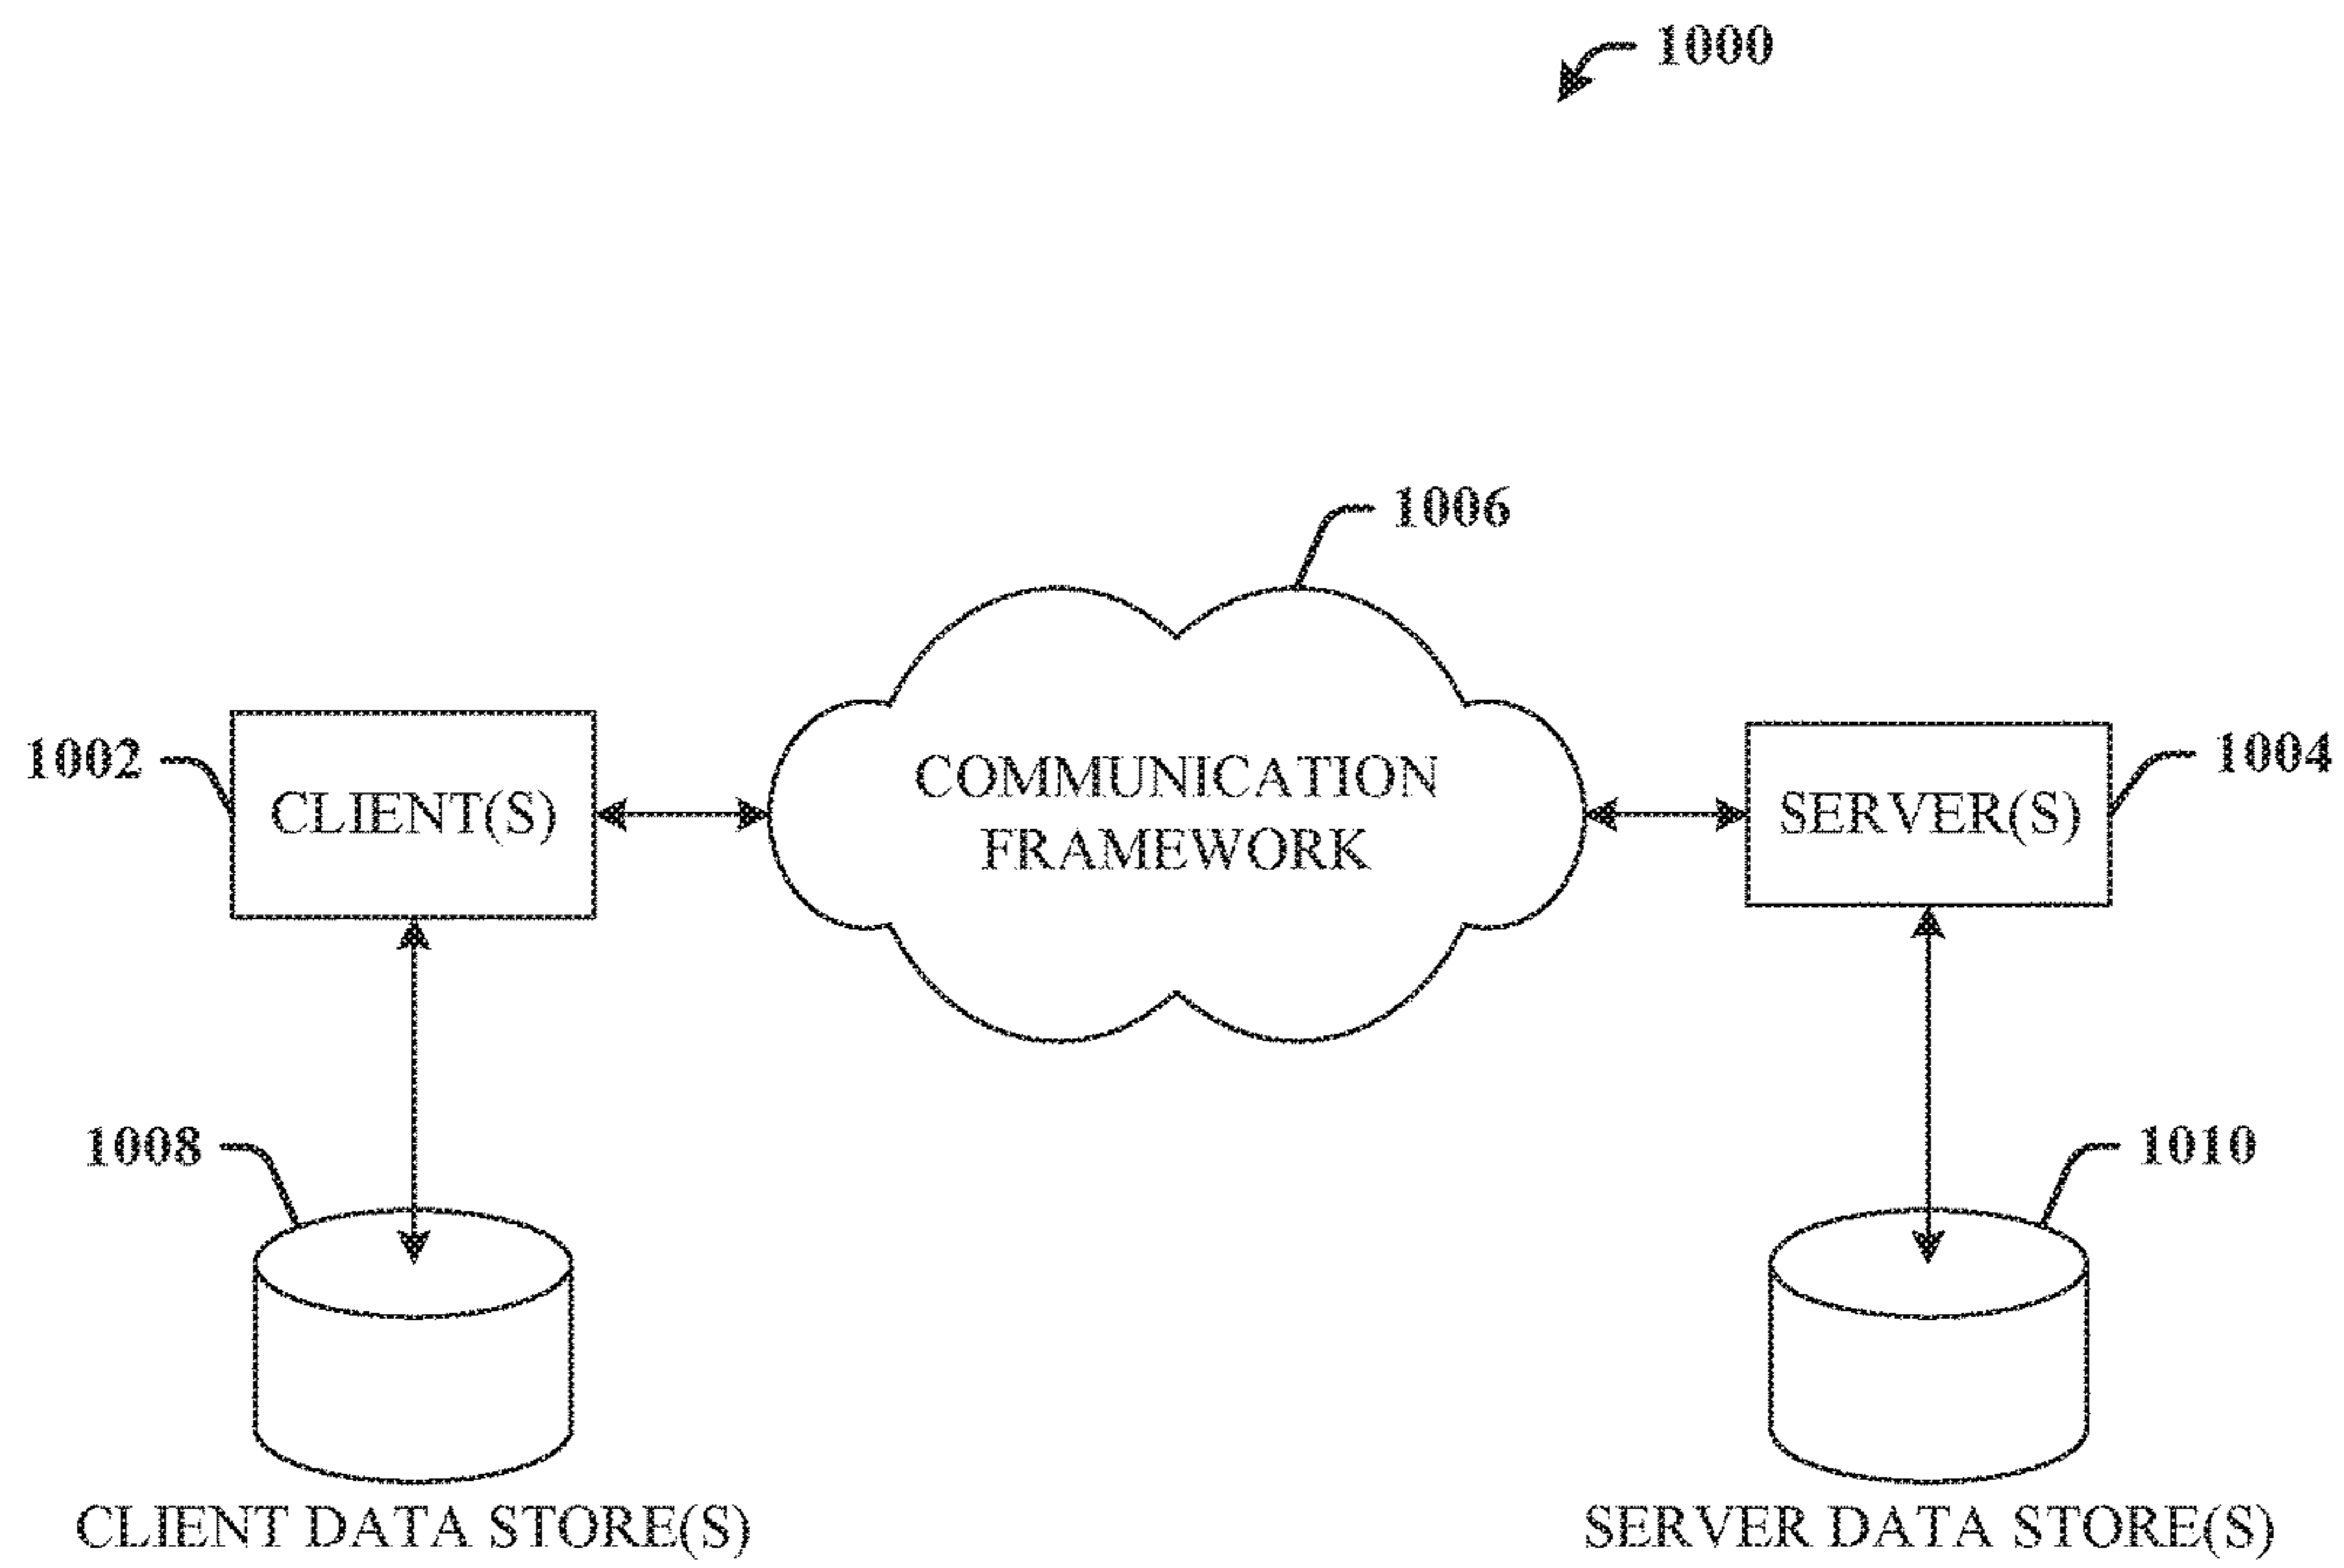 1000
1006
1002
CLIENT(S)
COMMUNICATION
FRAMEWORK
SERVER(S)
1004
1008
1010
CLIENT DATA STORE(S)
SERVER DATA STORE(S)